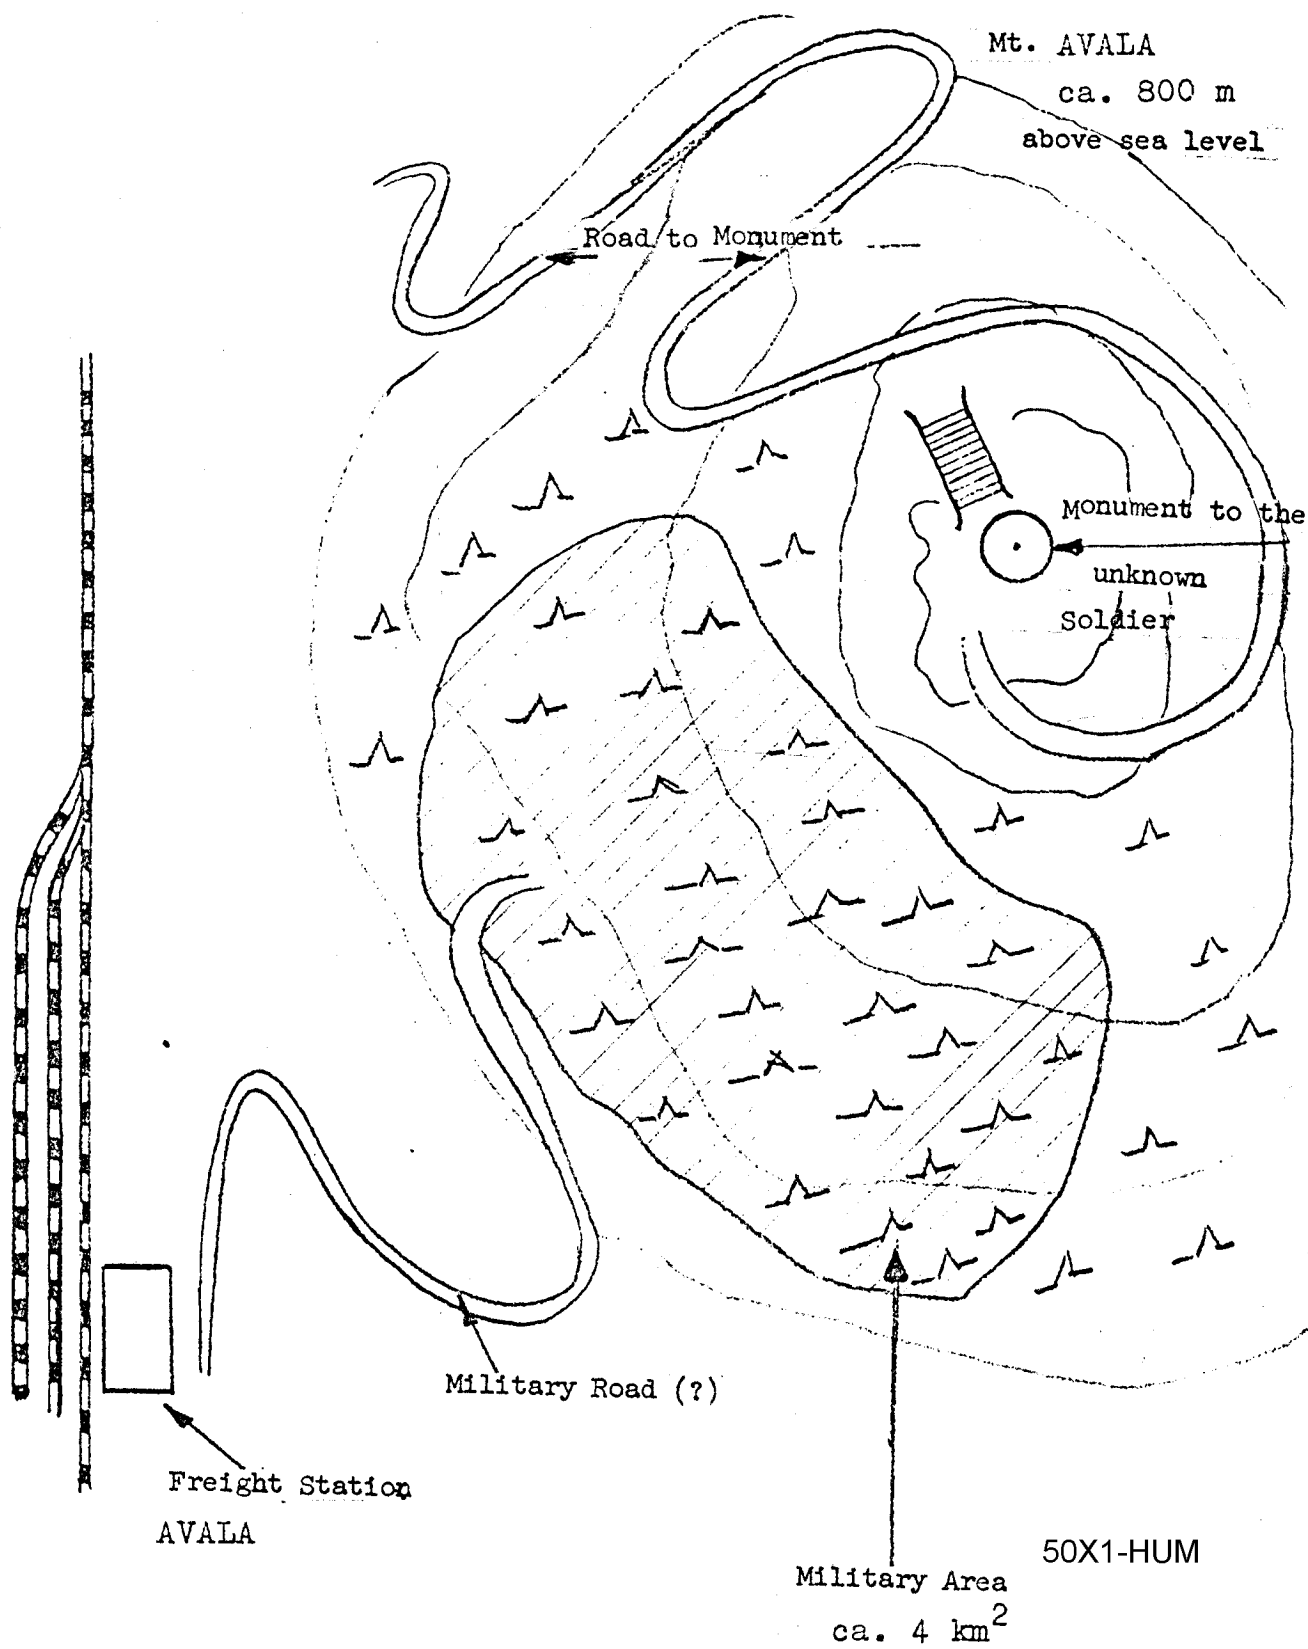 Mt. AVALA
ca. 800 m
above sea level
Road to Monument
Monument to the
unknown
Soldier
Military Road (?)
Freight Station
AVALA
50X1-HUM
Military Area
ca. 4 km²